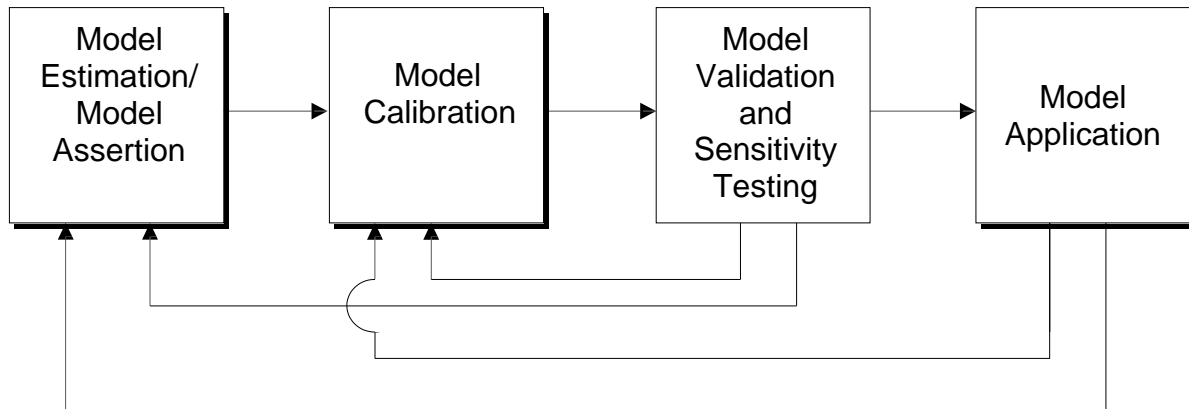 Model
Estimation/
Model
Assertion
Model
Calibration
Model
Validation
and
Sensitivity
Testing
Model
Application